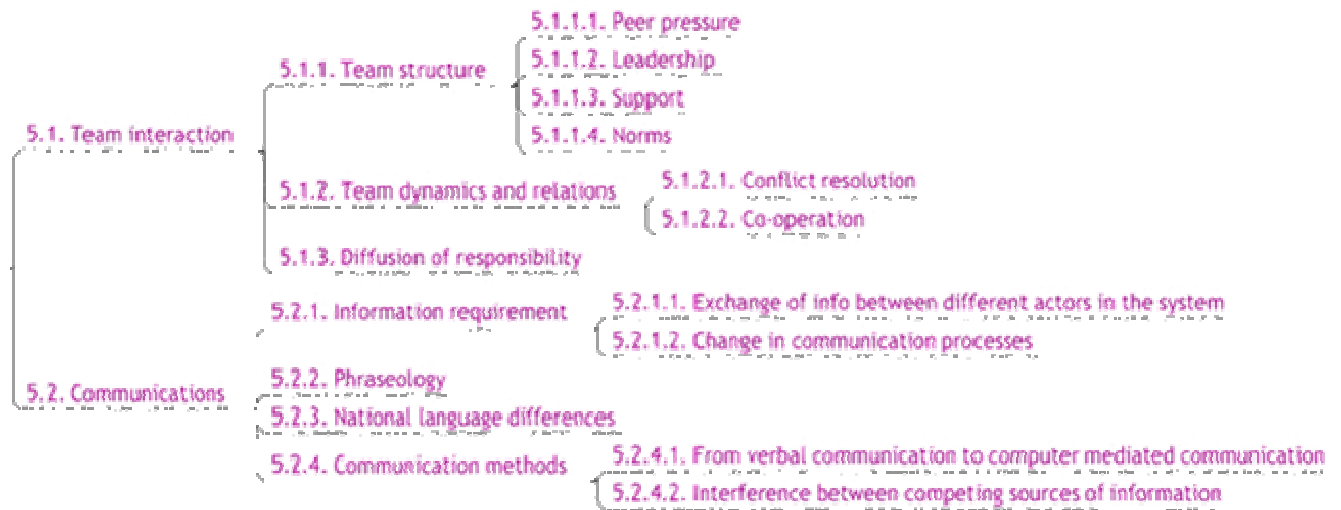 5.1. Team interaction
5.1.1. Team structure
5.1.1.1. Peer pressure
5.1.1.2. Leadership
5.1.1.3. Support
5.1.1.4. Norms
5.1.2. Team dynamics and relations
5.1.2.1. Conflict resolution
5.1.2.2. Co-operation
5.1.3. Diffusion of responsibility
5.2. Communications
5.2.1. Information requirement
5.2.1.1. Exchange of info between different actors in the system
5.2.1.2. Change in communication processes
5.2.2. Phraseology
5.2.3. National language differences
5.2.4. Communication methods
5.2.4.1. From verbal communication to computer mediated communication
5.2.4.2. Interference between competing sources of information